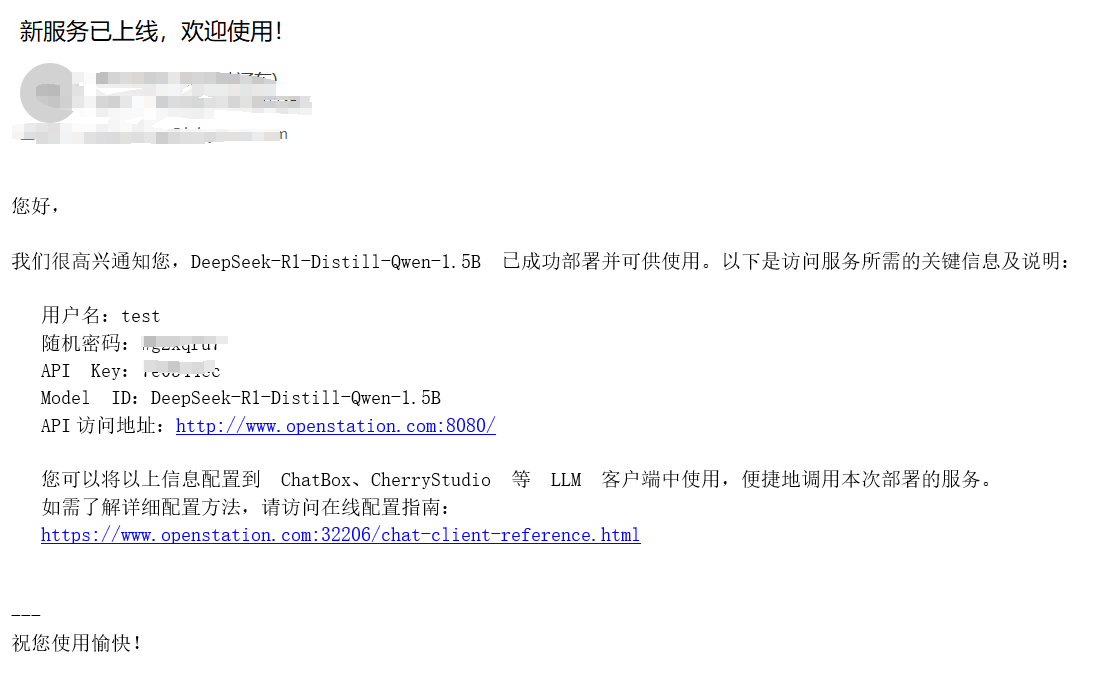 新服务已上线，欢迎使用！
您好，
我们很高兴通知您，DeepSeek-R1-Distill-Qwen-1.5B 已成功部署并可供使用。以下是访问服务所需的关键信息及说明：
用户名：test
随机密码：
API Key：
Model ID：DeepSeek-R1-Distill-Qwen-1.5B
API 访问地址：http://www.openstation.com:8080/
您可以将以上信息配置到 ChatBox、CherryStudio 等 LLM 客户端中使用，便捷地调用本次部署的服务。
如需了解详细配置方法，请访问在线配置指南：
https://www.openstation.com:32206/chat-client-reference.html
---
祝您使用愉快！